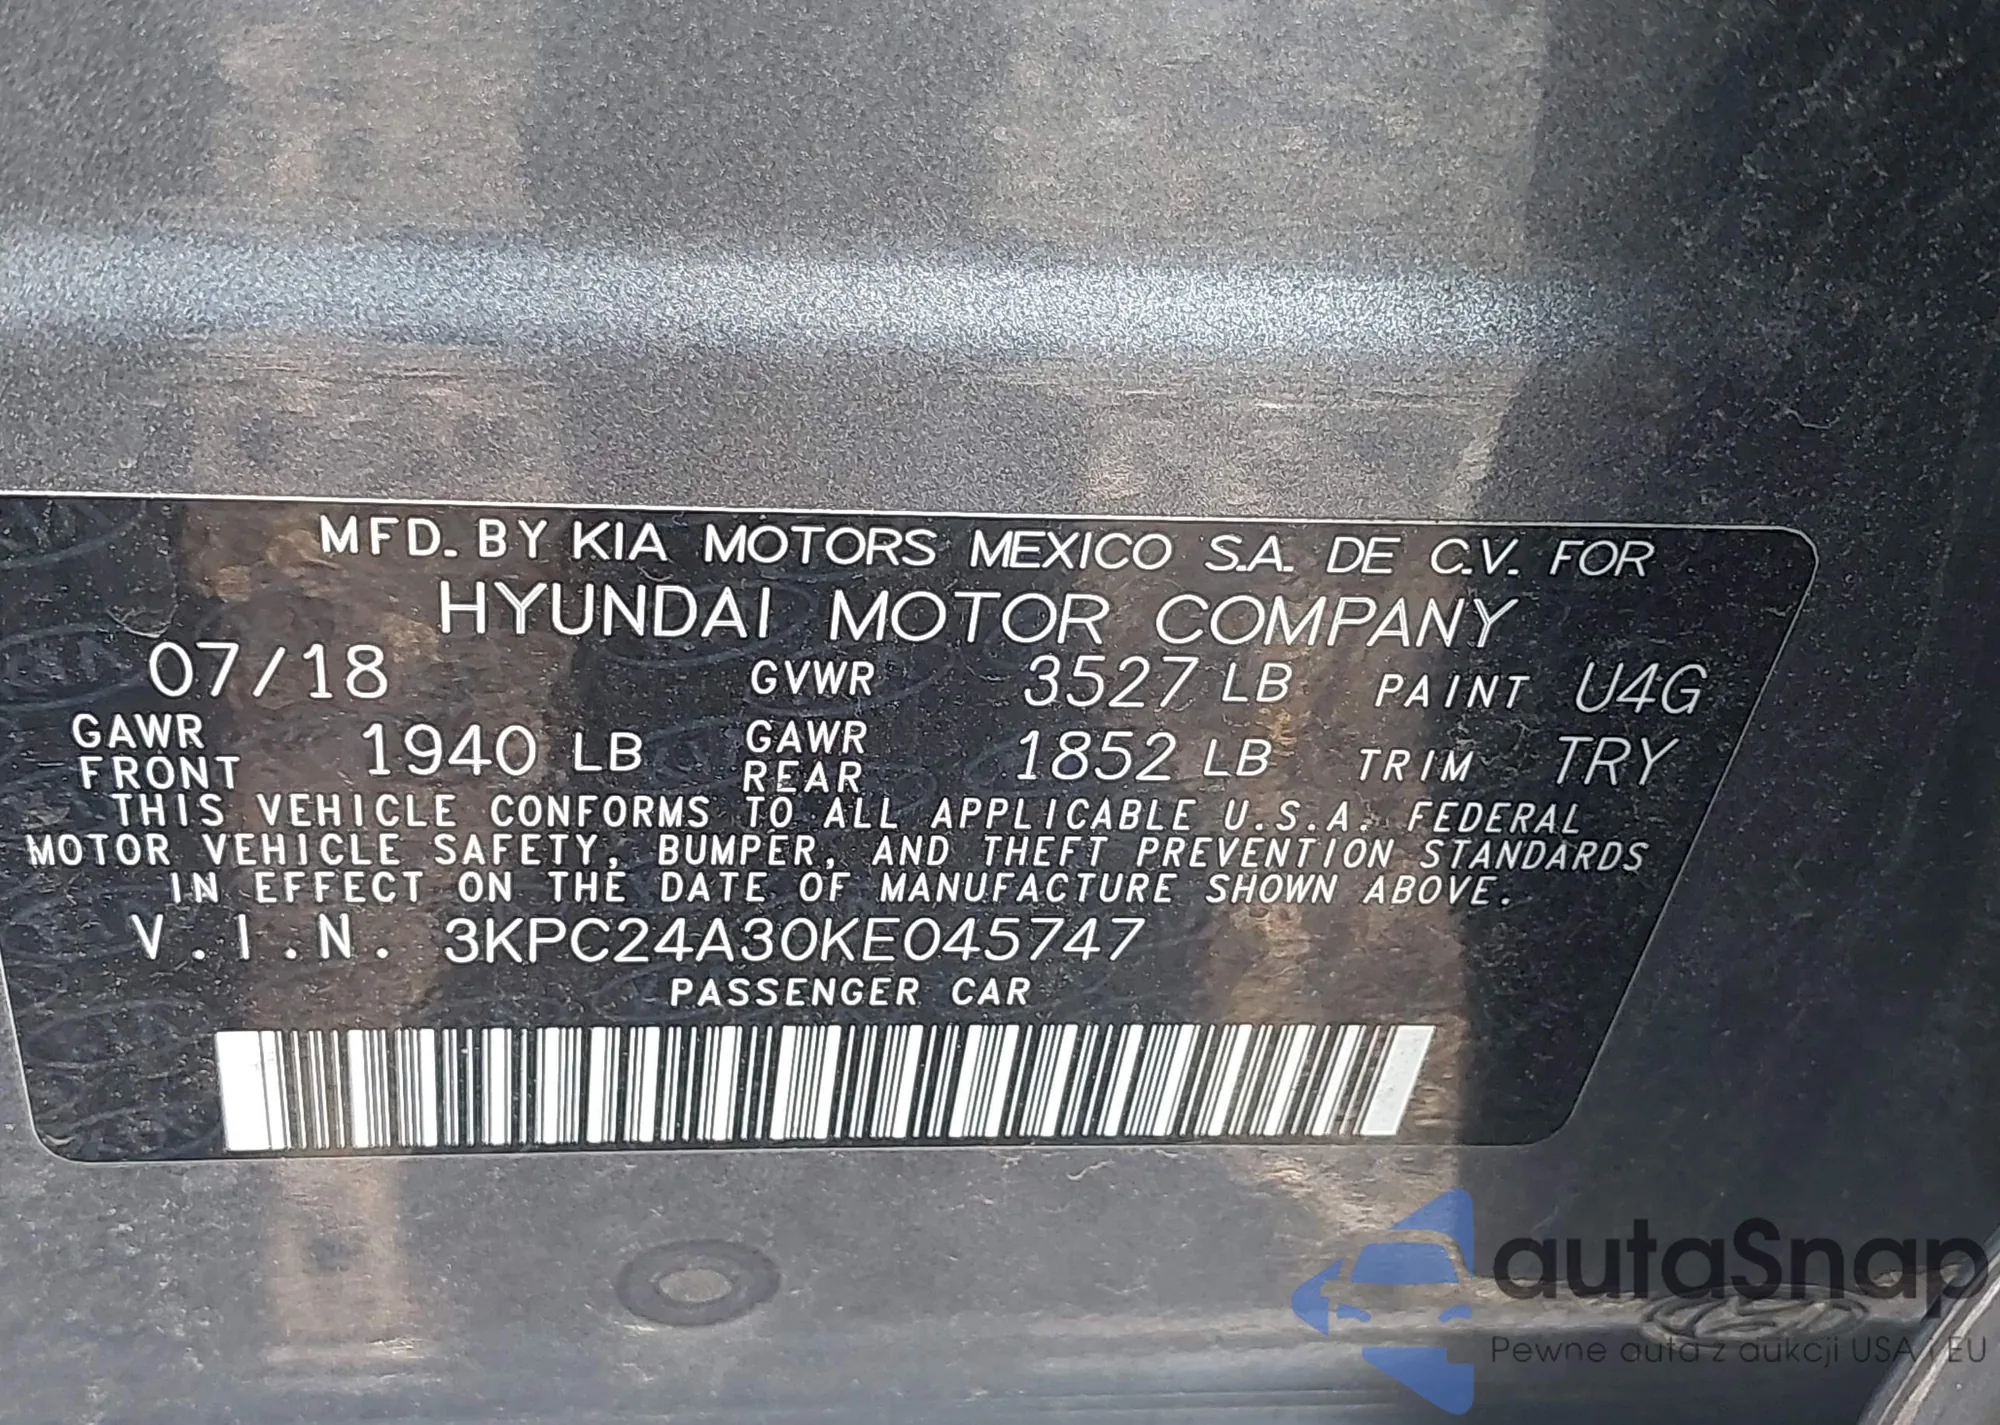 MFD. BY KIA MOTORS MEXICO S.A. DE C.V. FOR
HYUNDAI MOTOR COMPANY
07/18 GVWR 3527 LB PAINT U4G
GAWR FRONT 1940 LB GAWR REAR 1852 LB TRIM TRY
THIS VEHICLE CONFORMS TO ALL APPLICABLE U.S.A. FEDERAL
MOTOR VEHICLE SAFETY, BUMPER, AND THEFT PREVENTION STANDARDS
IN EFFECT ON THE DATE OF MANUFACTURE SHOWN ABOVE.
V.I.N. 3KPC24A30KE045747
PASSENGER CAR
autaSnap
Pewne auta z aukcji USA i EU